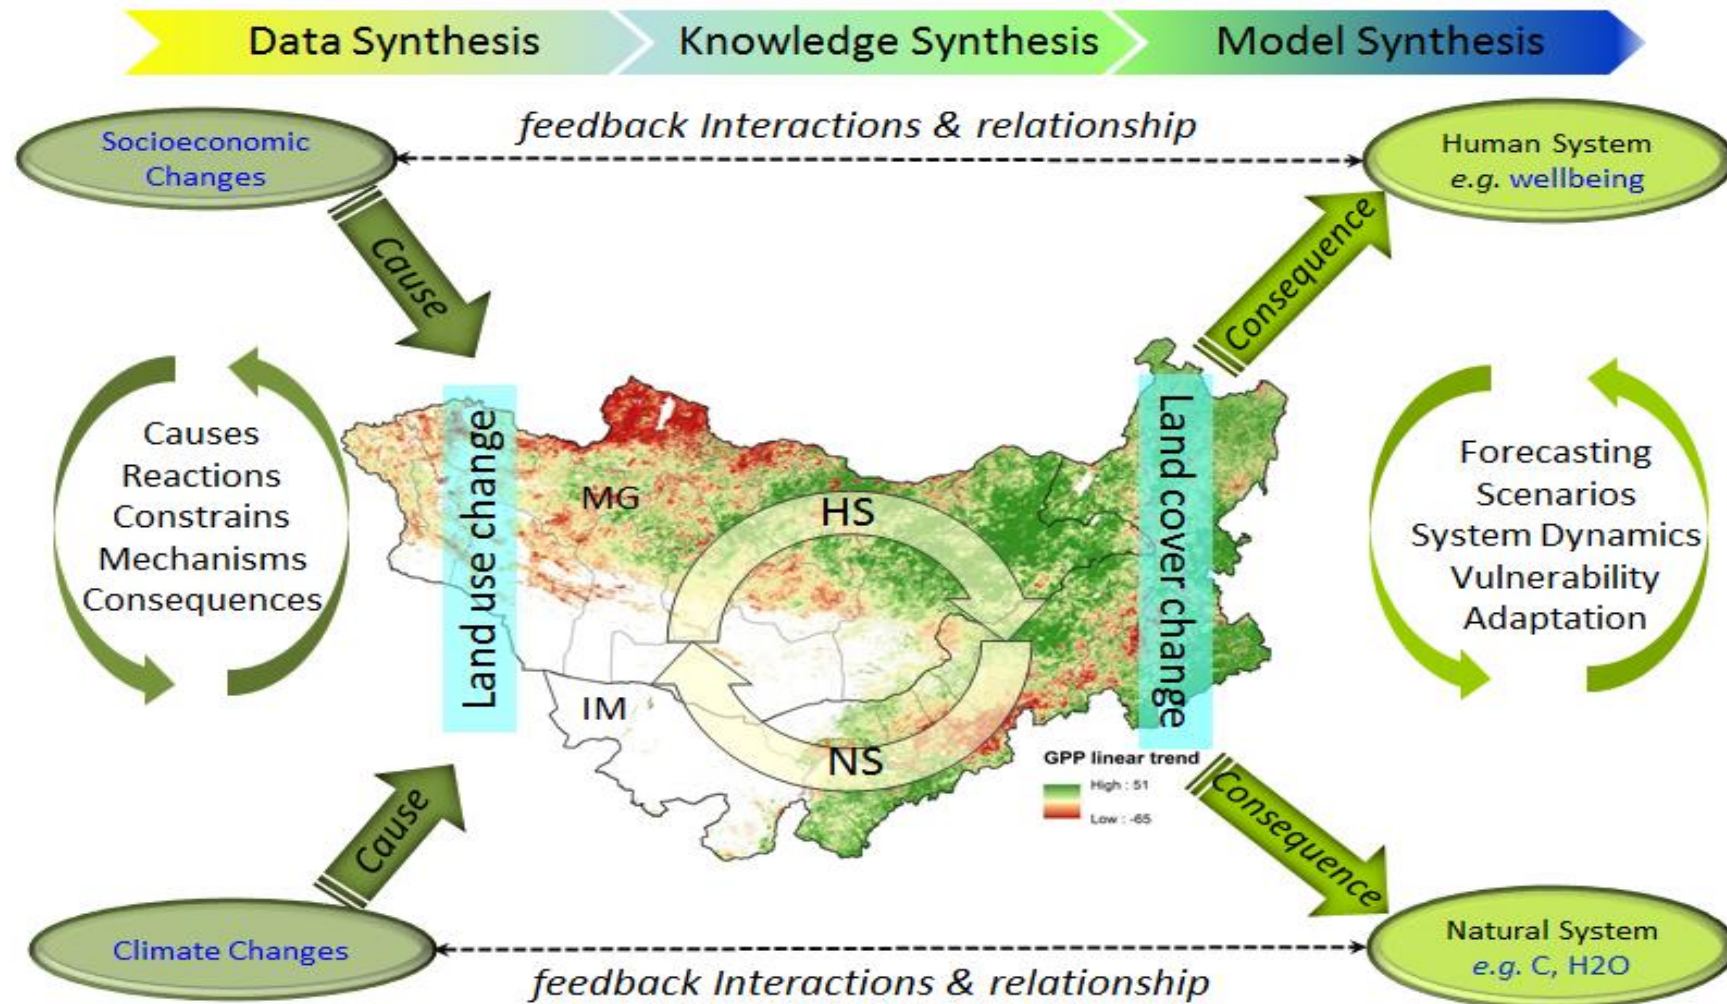 Data Synthesis
Knowledge Synthesis
Model Synthesis
Socioeconomic
Changes
feedback Interactions & relationship
Human System
e.g. wellbeing
Cause
Consequence
Causes
Reactions
Constrains
Mechanisms
Consequences
Land use change
MG
HS
IM
NS
Land cover change
Forecasting
Scenarios
System Dynamics
Vulnerability
Adaptation
GPP linear trend
High : 51
Low : -65
Cause
Consequence
Climate Changes
feedback Interactions & relationship
Natural System
e.g. C, H2O